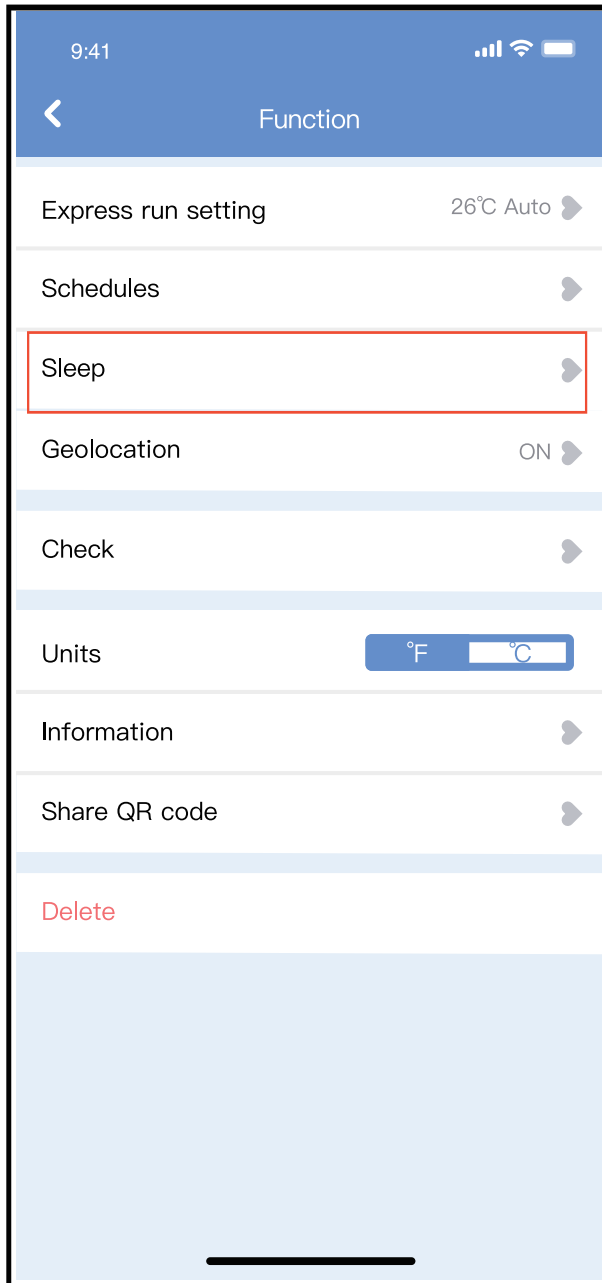 9:41
Function
Express run setting 26℃ Auto
Schedules
Sleep
Geolocation ON
Check
Units ℉ ℃
Information
Share QR code
Delete